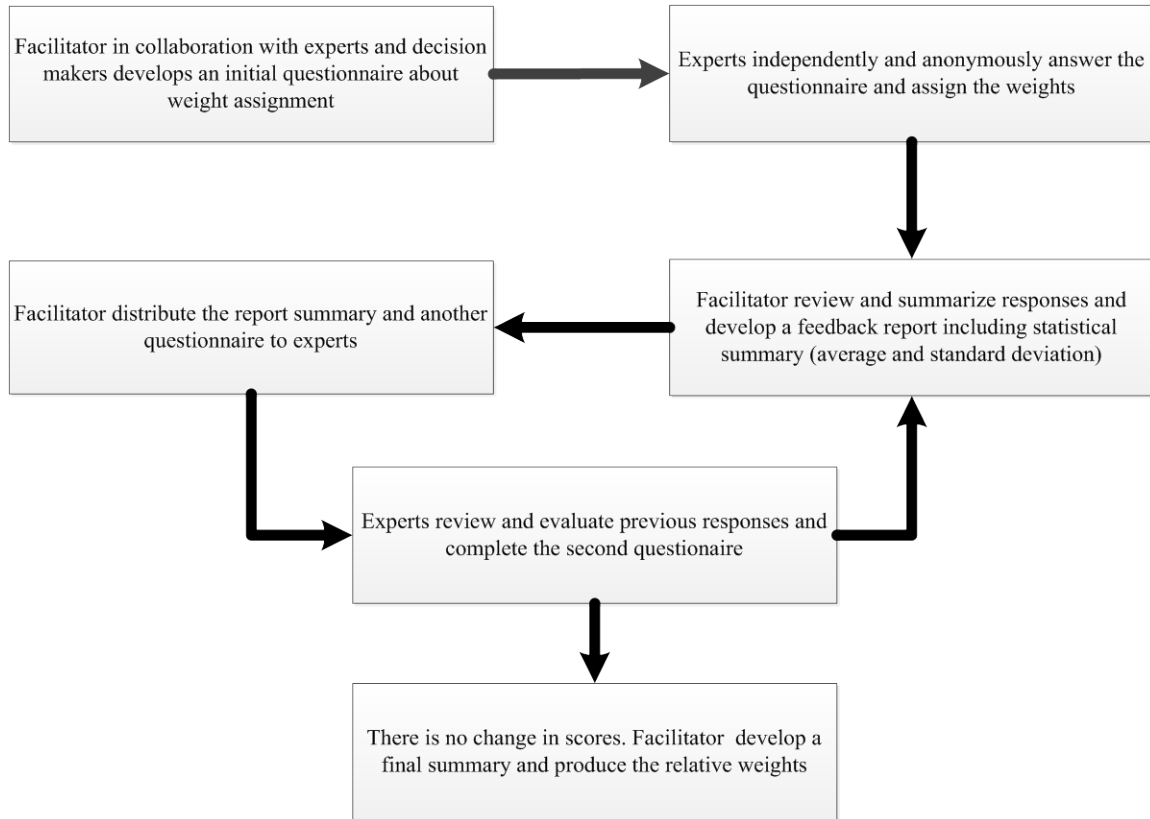 Facilitator in collaboration with experts and decision
makers develops an initial questionnaire about
weight assignment
Experts independently and anonymously answer the
questionnaire and assign the weights
Facilitator review and summarize responses and
develop a feedback report including statistical
summary (average and standard deviation)
Facilitator distribute the report summary and another
questionnaire to experts
Experts review and evaluate previous responses and
complete the second questionaire
There is no change in scores. Facilitator  develop a
final summary and produce the relative weights